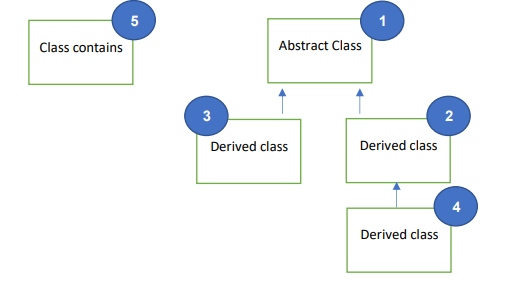 5
Class contains
1
Abstract Class
3
Derived class
2
Derived class
4
Derived class